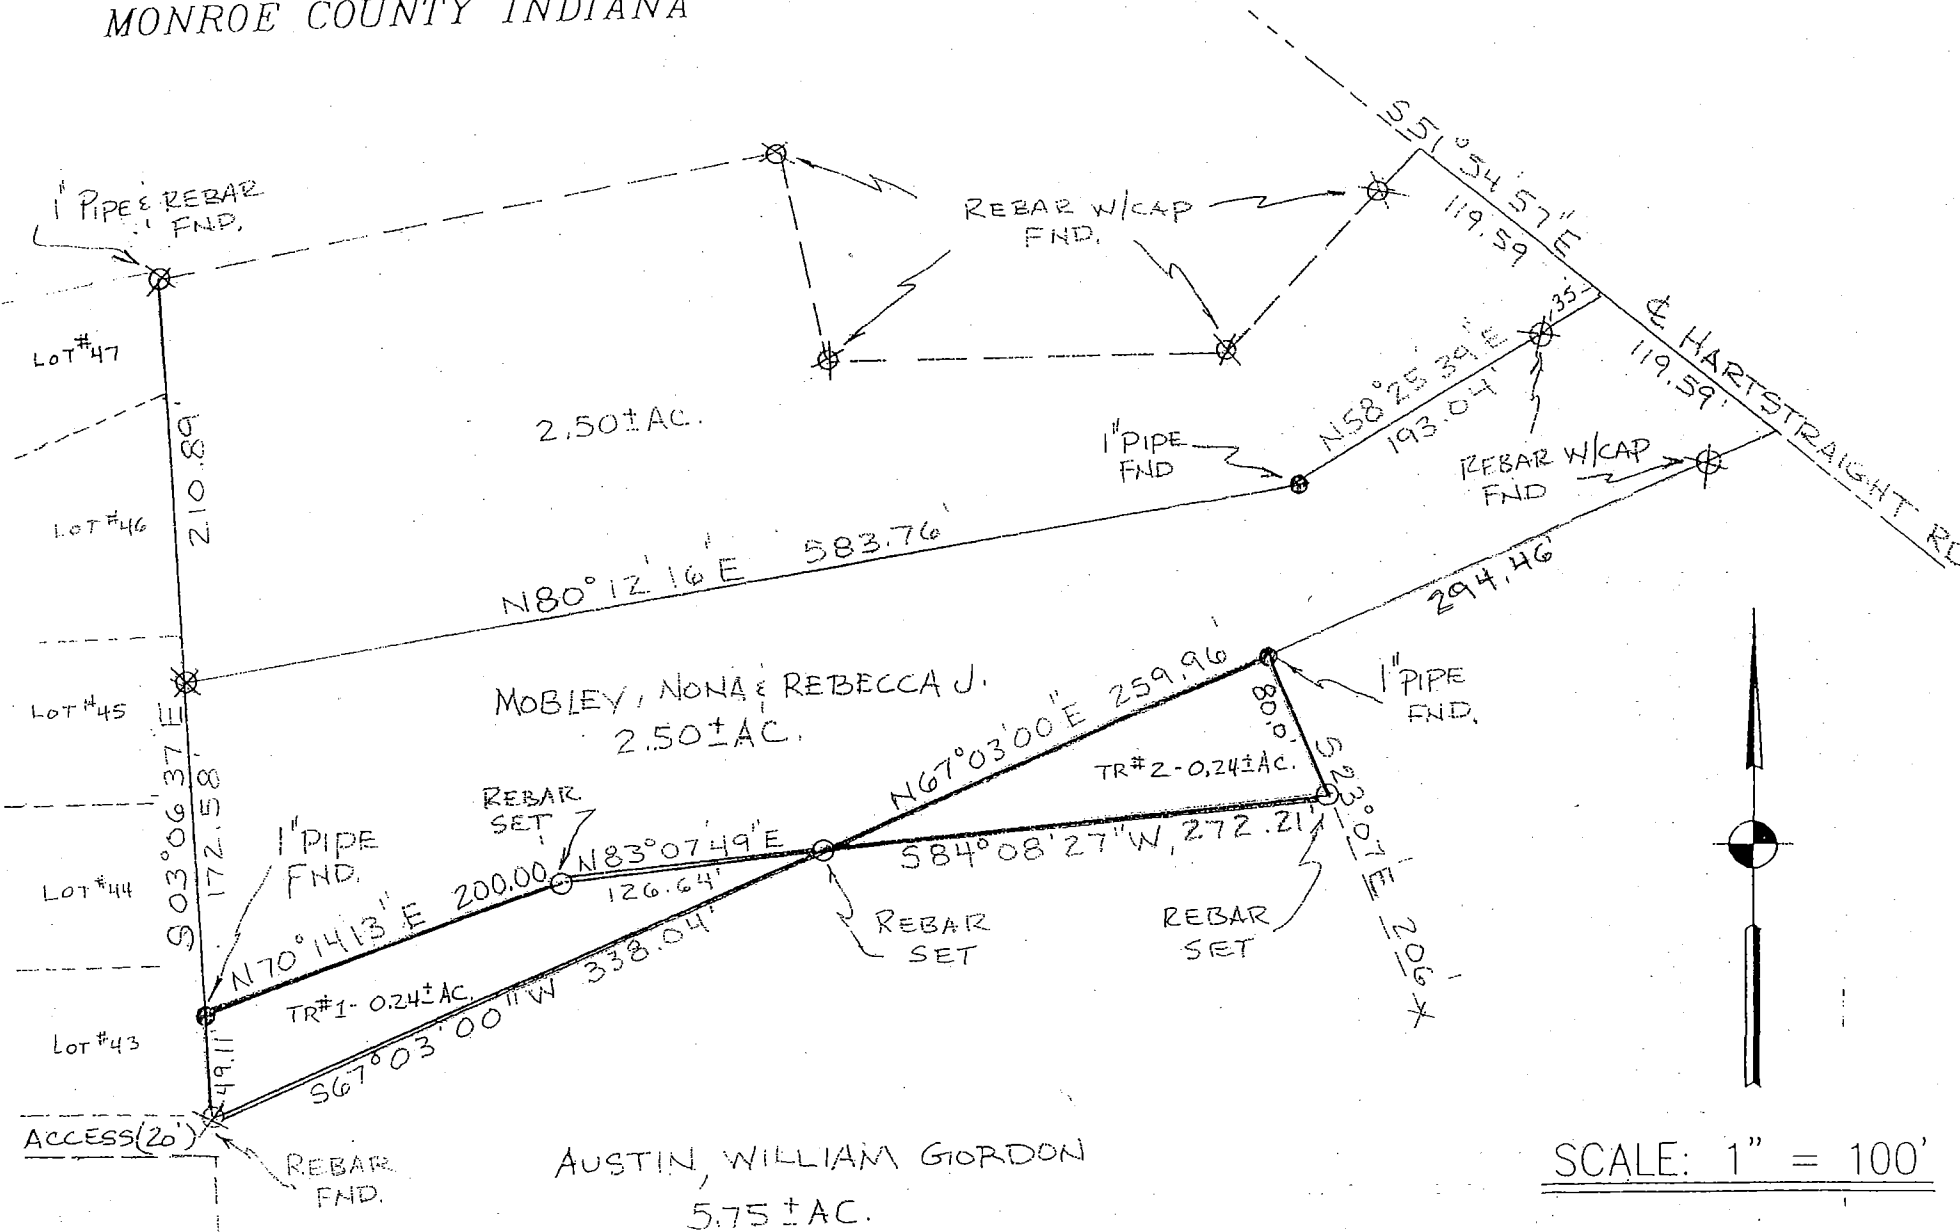 MONROE COUNTY INDIANA
1" PIPE & REBAR
FND.
REBAR W/CAP
FND.
S 51° 54' 57" E
119.59
35
℄ HARTSTRAIGHT RD
119.59'
LOT #47
2.50± AC.
210.89'
N58° 25' 39" E
193.04'
1" PIPE
FND
REBAR W/CAP
FND
LOT #46
N80° 12' 16" E 583.76'
294.46'
LOT #45
MOBLEY, NONA & REBECCA J.
2.50± AC.
N67° 03' 00" E 259.96'
80.0'
1" PIPE
FND.
TR#2 - 0.24± AC.
S 03° 06' 37" E
172.58'
REBAR
SET
1" PIPE
FND.
N83° 07' 49" E
126.64'
S84° 08' 27" W, 272.21'
S 23° 07' E 206' *
LOT #44
N70° 14' 13" E 200.00
REBAR
SET
REBAR
SET
TR#1 - 0.24± AC.
S67° 03' 00" W 338.04'
LOT #43
49.11'
ACCESS (20')
REBAR
FND.
AUSTIN, WILLIAM GORDON
5.75 ± AC.
SCALE: 1" = 100'